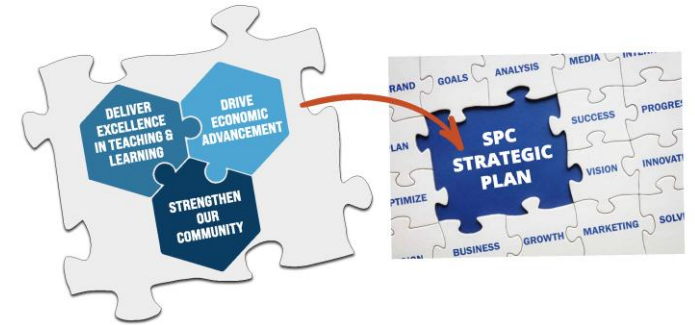 DELIVER
EXCELLENCE
IN TEACHING &
LEARNING
DRIVE
ECONOMIC
ADVANCEMENT
STRENGTHEN
OUR
COMMUNITY
GOALS
ANALYSIS
MEDIA
SUCCESS
SPC
STRATEGIC
PLAN
VISION
BUSINESS
GROWTH
MARKETING